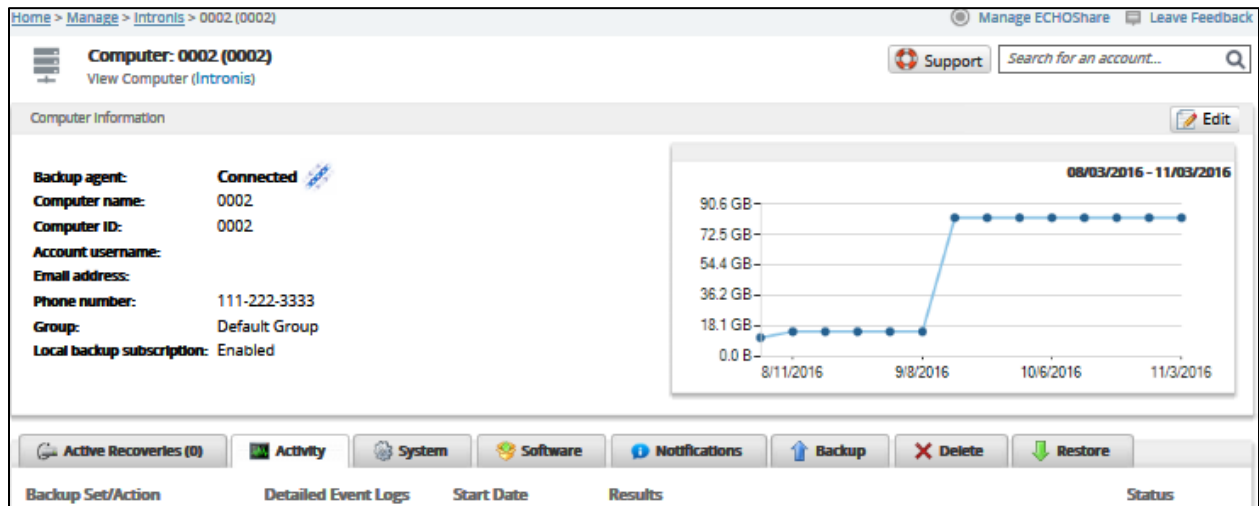 Home > Manage > Intronis > 0002 (0002) Manage ECHOShare Leave Feedback
Computer: 0002 (0002)
View Computer (Intronis)
Support Search for an account...
Computer Information Edit
Backup agent: Connected
Computer name: 0002
Computer ID: 0002
Account username:
Email address:
Phone number: 111-222-3333
Group: Default Group
Local backup subscription: Enabled
08/03/2016 - 11/03/2016
90.6 GB
72.5 GB
54.4 GB
36.2 GB
18.1 GB
0.0 B
8/11/2016 9/8/2016 10/6/2016 11/3/2016
Active Recoveries (0) Activity System Software Notifications Backup Delete Restore
Backup Set/Action Detailed Event Logs Start Date Results Status